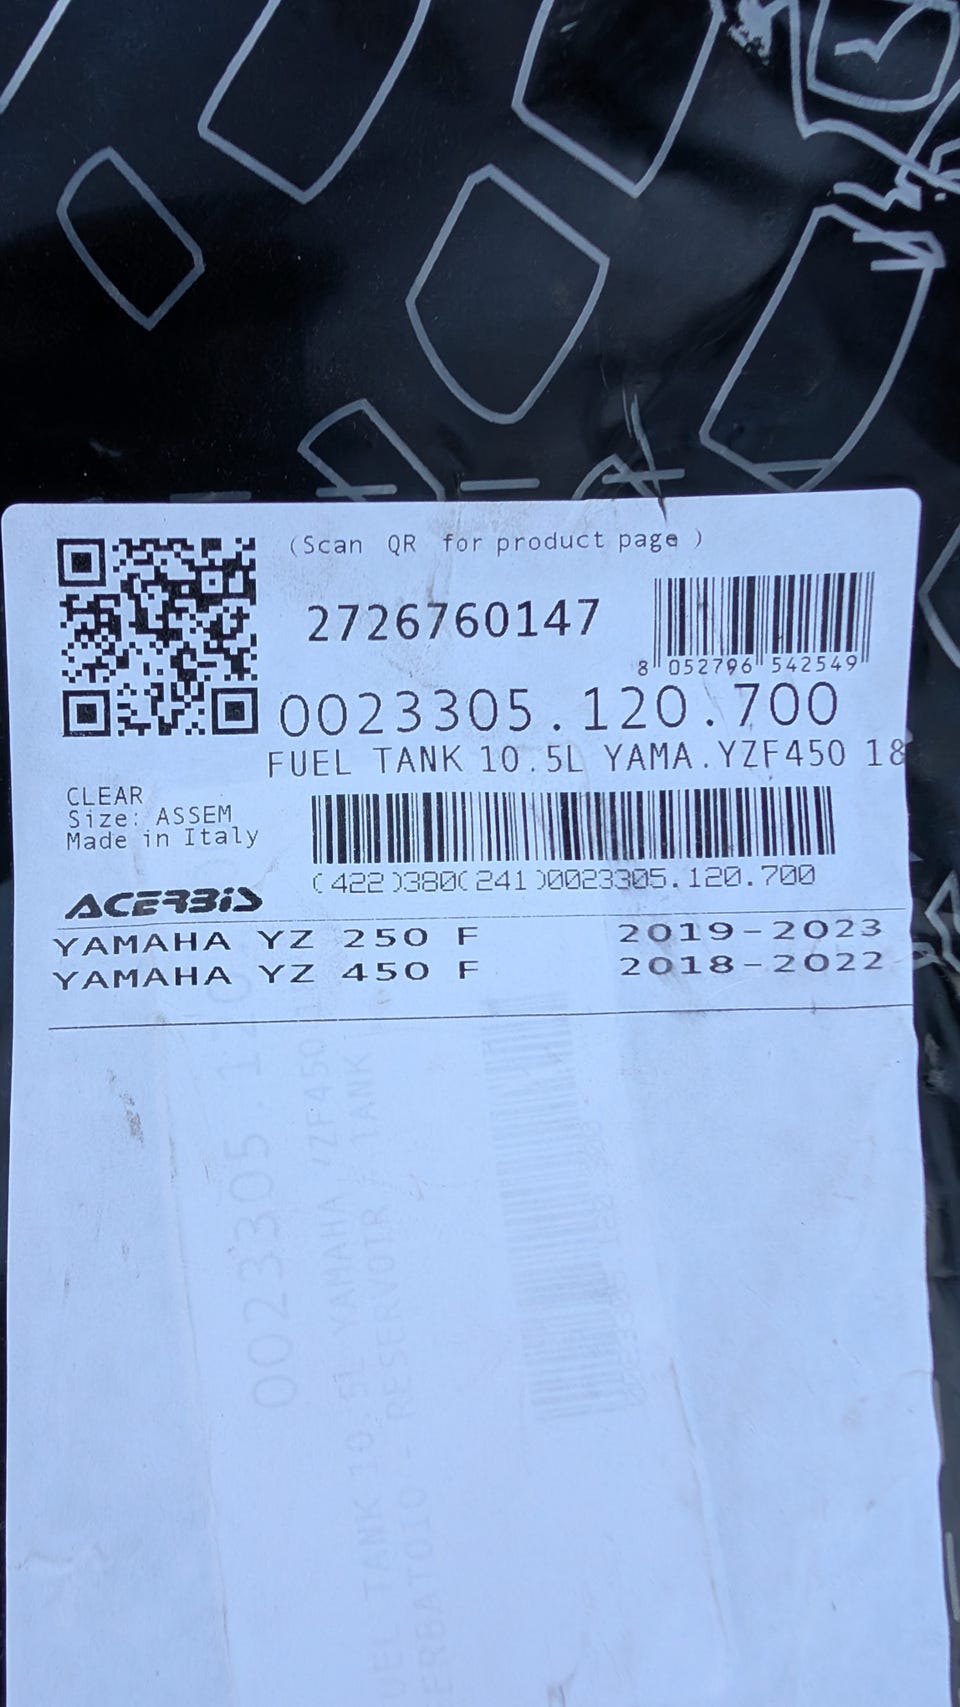 (Scan QR for product page )
2726760147
8 052796 542549
0023305.120.700
FUEL TANK 10.5L YAMA.YZF450 18
CLEAR
Size: ASSEM
Made in Italy
(422)380(241)0023305.120.700
ACERBIS
YAMAHA YZ 250 F 2019-2023
YAMAHA YZ 450 F 2018-2022